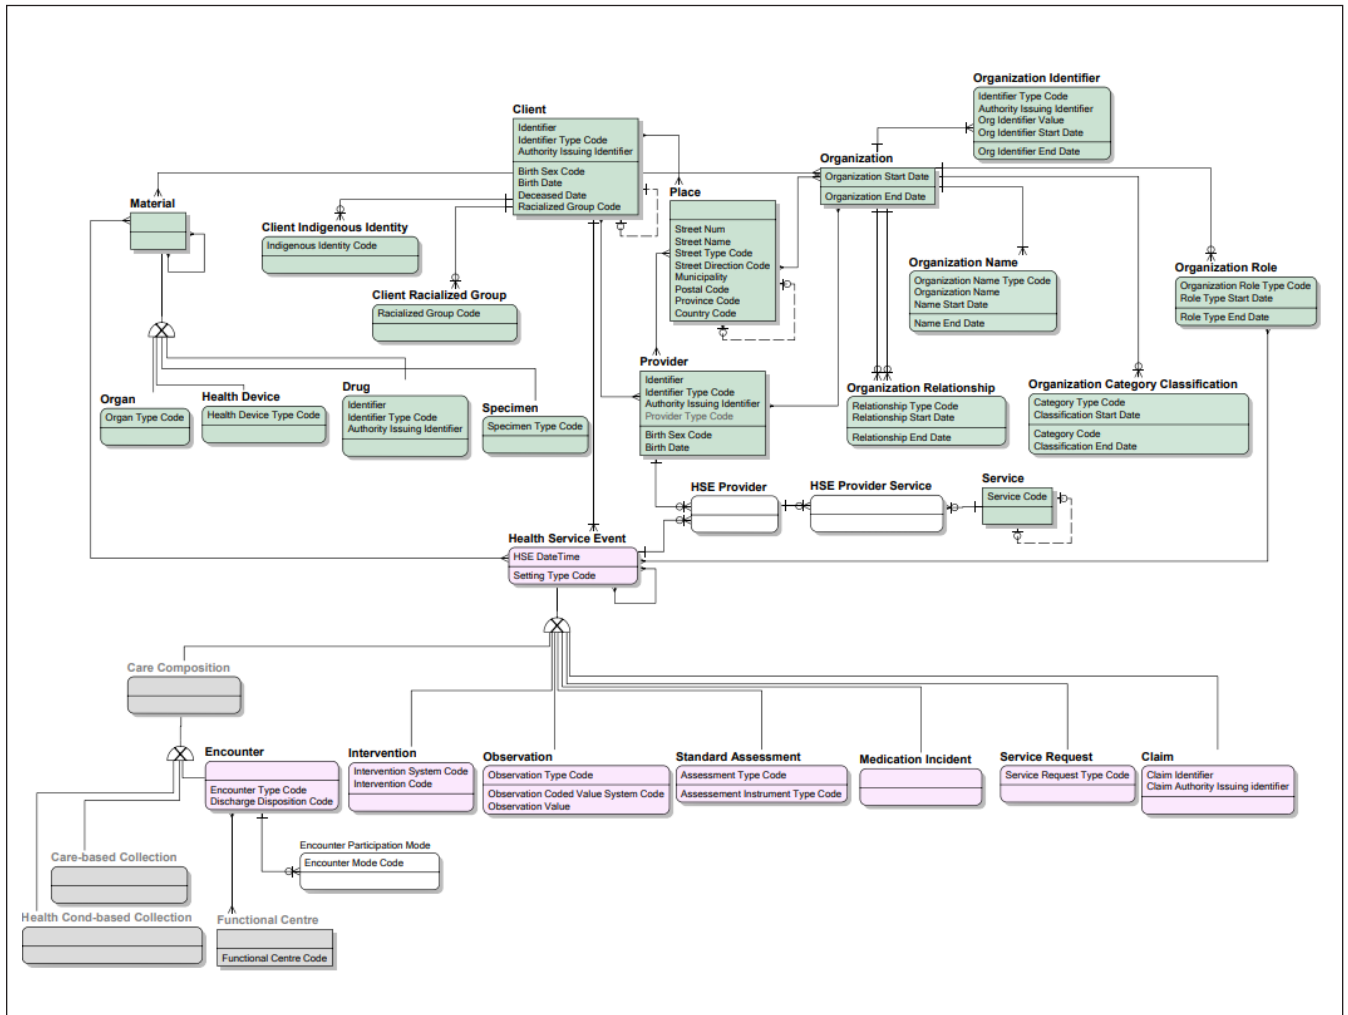 Organization Identifier
Identifier Type Code
Authority Issuing Identifier
Org Identifier Value
Org Identifier Start Date
Org Identifier End Date
Client
Identifier
Identifier Type Code
Authority Issuing Identifier
Birth Sex Code
Birth Date
Deceased Date
Racialized Group Code
Organization
Organization Start Date
Organization End Date
Place
Street Num
Street Name
Street Type Code
Street Direction Code
Municipality
Postal Code
Province Code
Country Code
Material
Client Indigenous Identity
Indigenous Identity Code
Client Racialized Group
Racialized Group Code
Organization Name
Organization Name Type Code
Organization Name
Name Start Date
Name End Date
Organization Role
Organization Role Type Code
Role Type Start Date
Role Type End Date
Provider
Identifier
Identifier Type Code
Authority Issuing Identifier
Provider Type Code
Birth Sex Code
Birth Date
Organization Relationship
Relationship Type Code
Relationship Start Date
Relationship End Date
Organization Category Classification
Category Type Code
Classification Start Date
Category Code
Classification End Date
Organ
Organ Type Code
Health Device
Health Device Type Code
Drug
Identifier
Identifier Type Code
Authority Issuing Identifier
Specimen
Specimen Type Code
HSE Provider
HSE Provider Service
Service
Service Code
Health Service Event
HSE DateTime
Setting Type Code
Care Composition
Encounter
Encounter Type Code
Discharge Disposition Code
Intervention
Intervention System Code
Intervention Code
Observation
Observation Type Code
Observation Coded Value System Code
Observation Value
Standard Assessment
Assessment Type Code
Assessement Instrument Type Code
Medication Incident
Service Request
Service Request Type Code
Claim
Claim Identifier
Claim Authority Issuing identifier
Encounter Participation Mode
Encounter Mode Code
Care-based Collection
Health Cond-based Collection
Functional Centre
Functional Centre Code